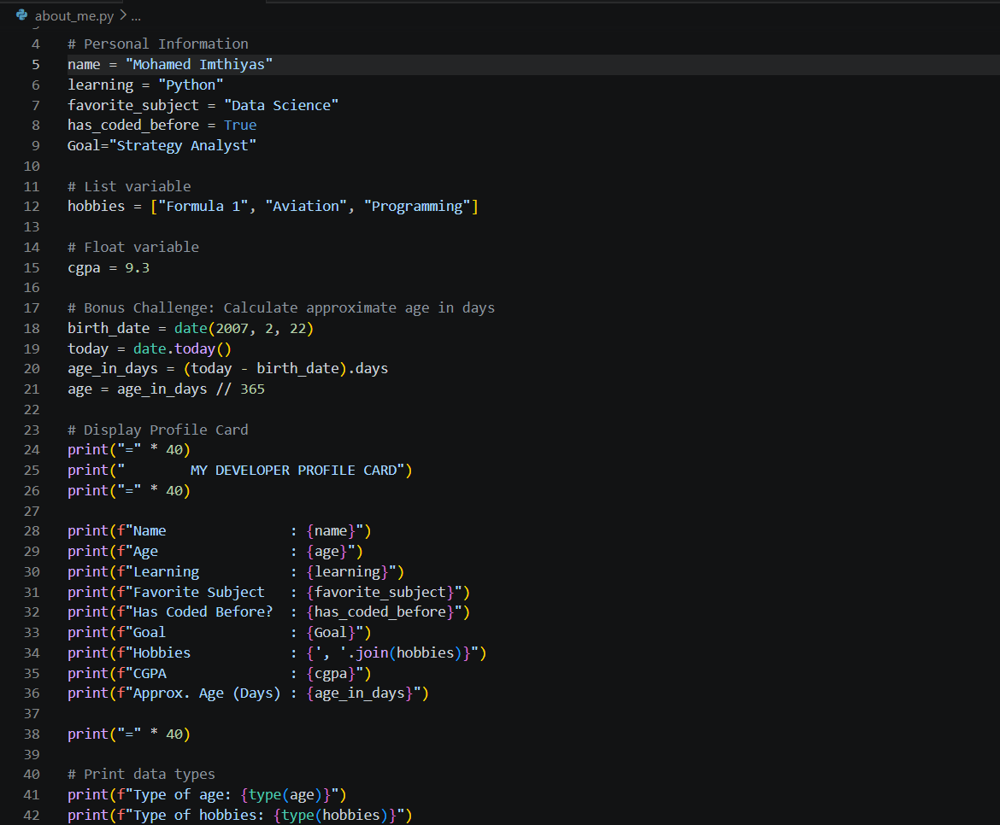 about_me.py > ...
4 # Personal Information
5 name = "Mohamed Imthiyas"
6 learning = "Python"
7 favorite_subject = "Data Science"
8 has_coded_before = True
9 Goal="Strategy Analyst"
10
11 # List variable
12 hobbies = ["Formula 1", "Aviation", "Programming"]
13
14 # Float variable
15 cgpa = 9.3
16
17 # Bonus Challenge: Calculate approximate age in days
18 birth_date = date(2007, 2, 22)
19 today = date.today()
20 age_in_days = (today - birth_date).days
21 age = age_in_days // 365
22
23 # Display Profile Card
24 print("=" * 40)
25 print("        MY DEVELOPER PROFILE CARD")
26 print("=" * 40)
27
28 print(f"Name               : {name}")
29 print(f"Age                : {age}")
30 print(f"Learning           : {learning}")
31 print(f"Favorite Subject   : {favorite_subject}")
32 print(f"Has Coded Before?  : {has_coded_before}")
33 print(f"Goal               : {Goal}")
34 print(f"Hobbies            : {', '.join(hobbies)}")
35 print(f"CGPA               : {cgpa}")
36 print(f"Approx. Age (Days) : {age_in_days}")
37
38 print("=" * 40)
39
40 # Print data types
41 print(f"Type of age: {type(age)}")
42 print(f"Type of hobbies: {type(hobbies)}")